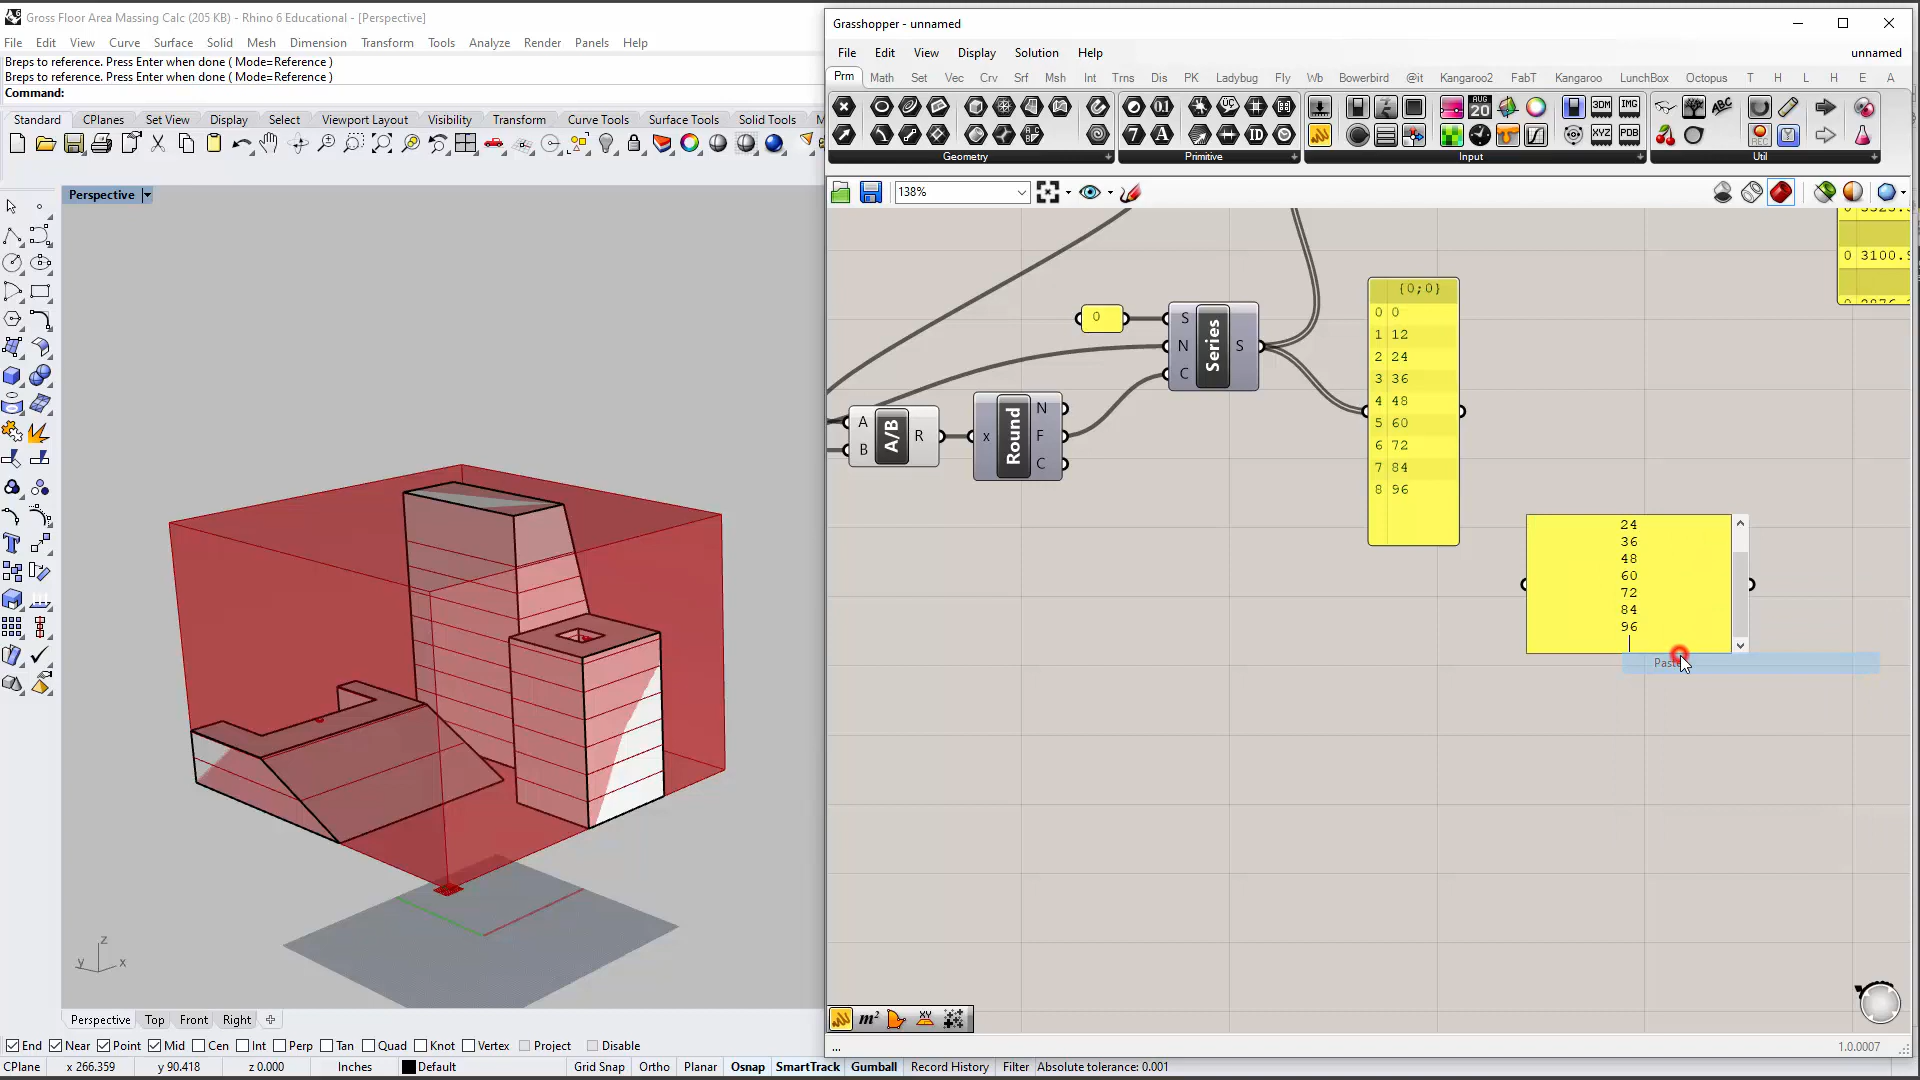 Gross Floor Area Massing Calc (205 KB) - Rhino 6 Educational - [Perspective]
File Edit View Curve Surface Solid Mesh Dimension Transform Tools Analyze Render Panels Help
Breps to reference. Press Enter when done ( Mode=Reference )
Breps to reference. Press Enter when done ( Mode=Reference )
Command:
Standard CPlanes Set View Display Select Viewport Layout Visibility Transform Curve Tools Surface Tools Solid Tools M
Perspective
z
y x
Perspective Top Front Right
End Near Point Mid Cen Int Perp Tan Quad Knot Vertex Project Disable
CPlane x 266.359 y 90.418 z 0.000 Inches Default Grid Snap Ortho Planar Osnap SmartTrack Gumball Record History Filter Absolute tolerance: 0.001
Grasshopper - unnamed
File Edit View Display Solution Help unnamed
Prm Math Set Vec Crv Srf Msh Int Trns Dis PK Ladybug Fly Wb Bowerbird @it Kangaroo2 FabT Kangaroo LunchBox Octopus T H L H E A
Geometry Primitive Input Util
138%
0 3100.9
0
S
N
C
Series
S
A
B
A/B
R
x
Round
N
F
C
{0;0}
0 0
1 12
2 24
3 36
4 48
5 60
6 72
7 84
8 96
24
36
48
60
72
84
96
m²
XY
...
1.0.0007